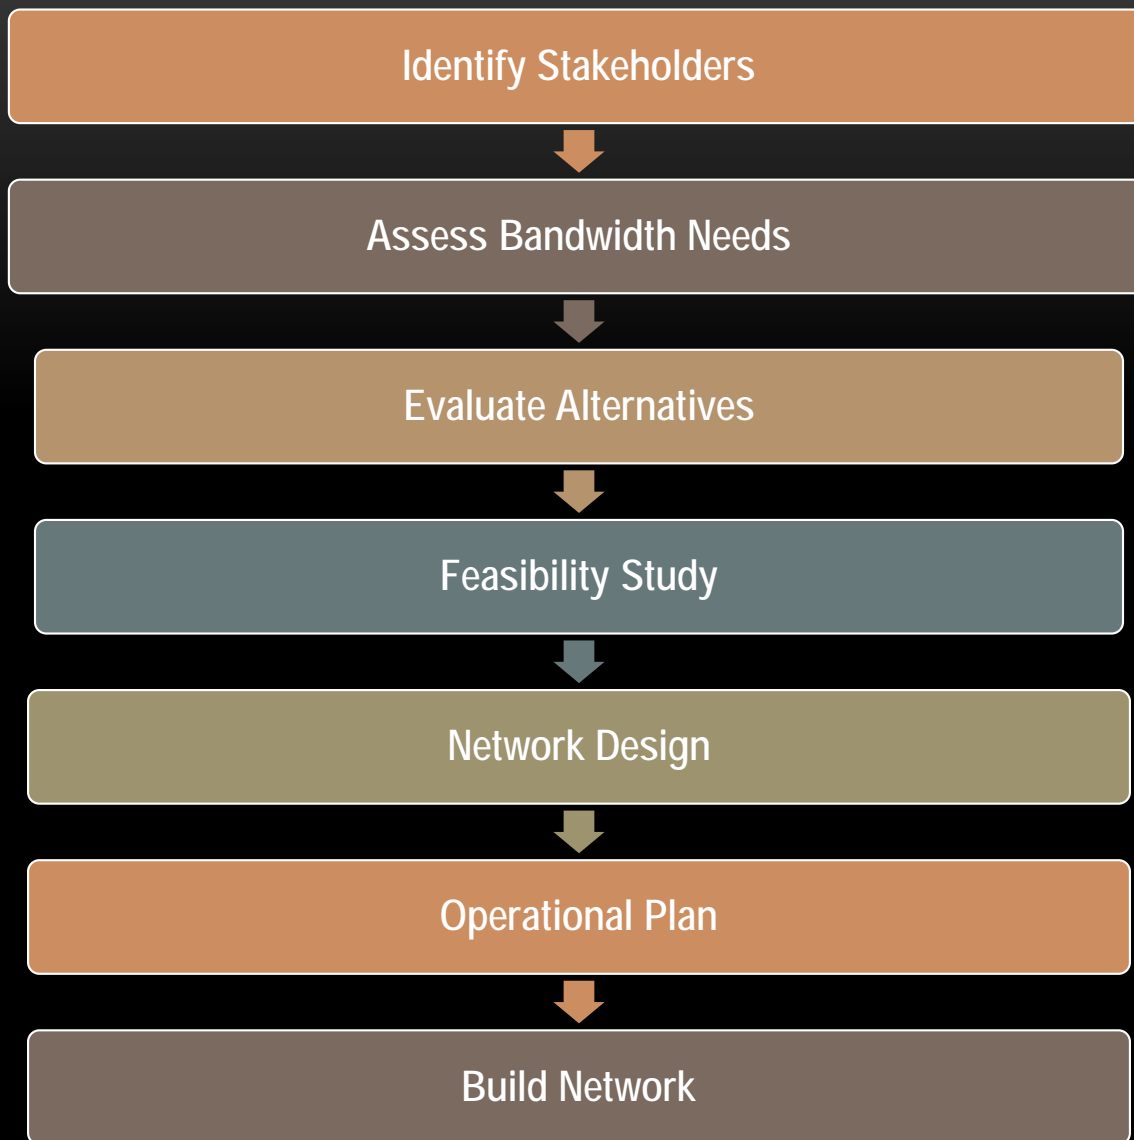 Identify Stakeholders
Assess Bandwidth Needs
Evaluate Alternatives
Feasibility Study
Network Design
Operational Plan
Build Network